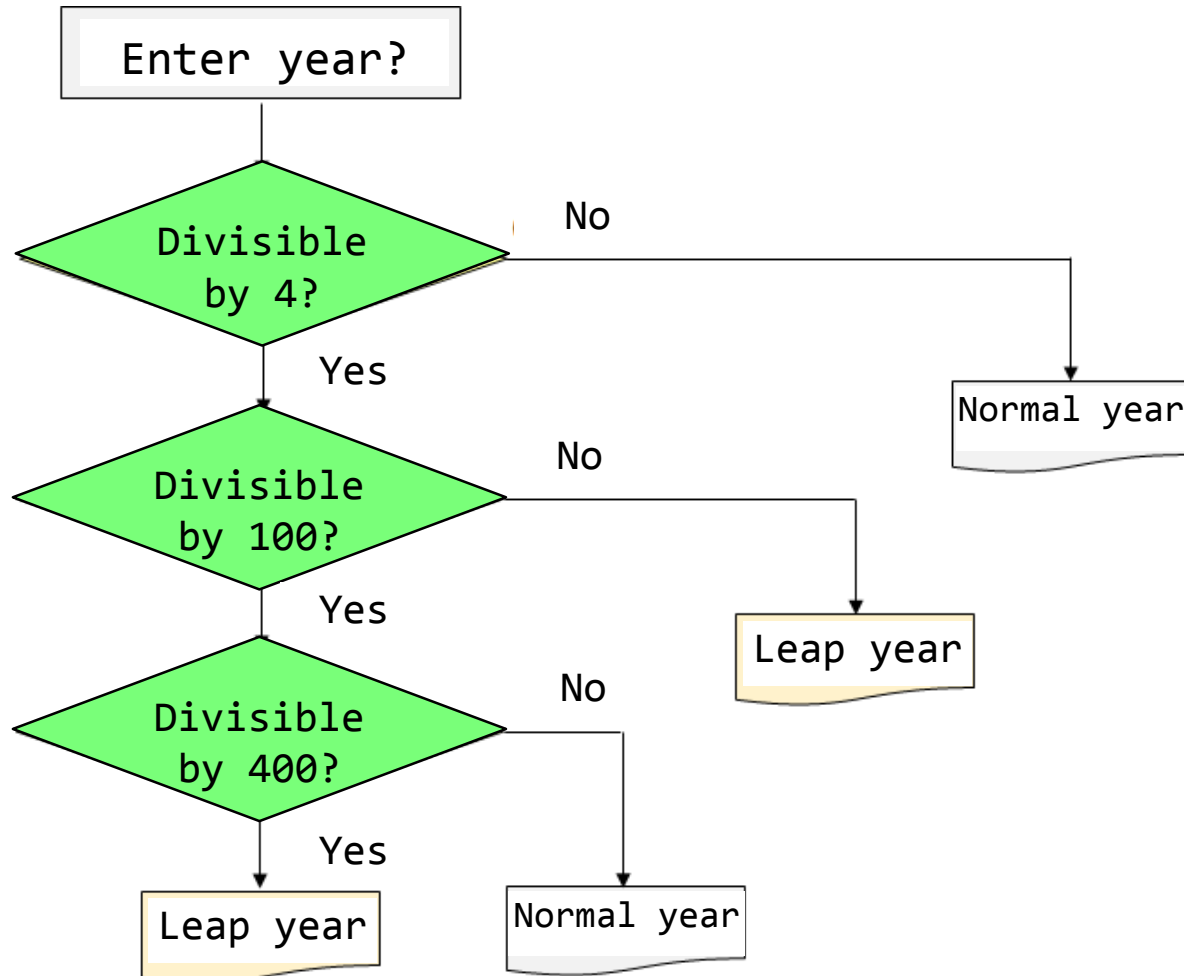 Enter year?
No
Divisible
by 4?
Yes
Normal year
No
Divisible
by 100?
Yes
Leap year
No
Divisible
by 400?
Yes
Leap year
Normal year